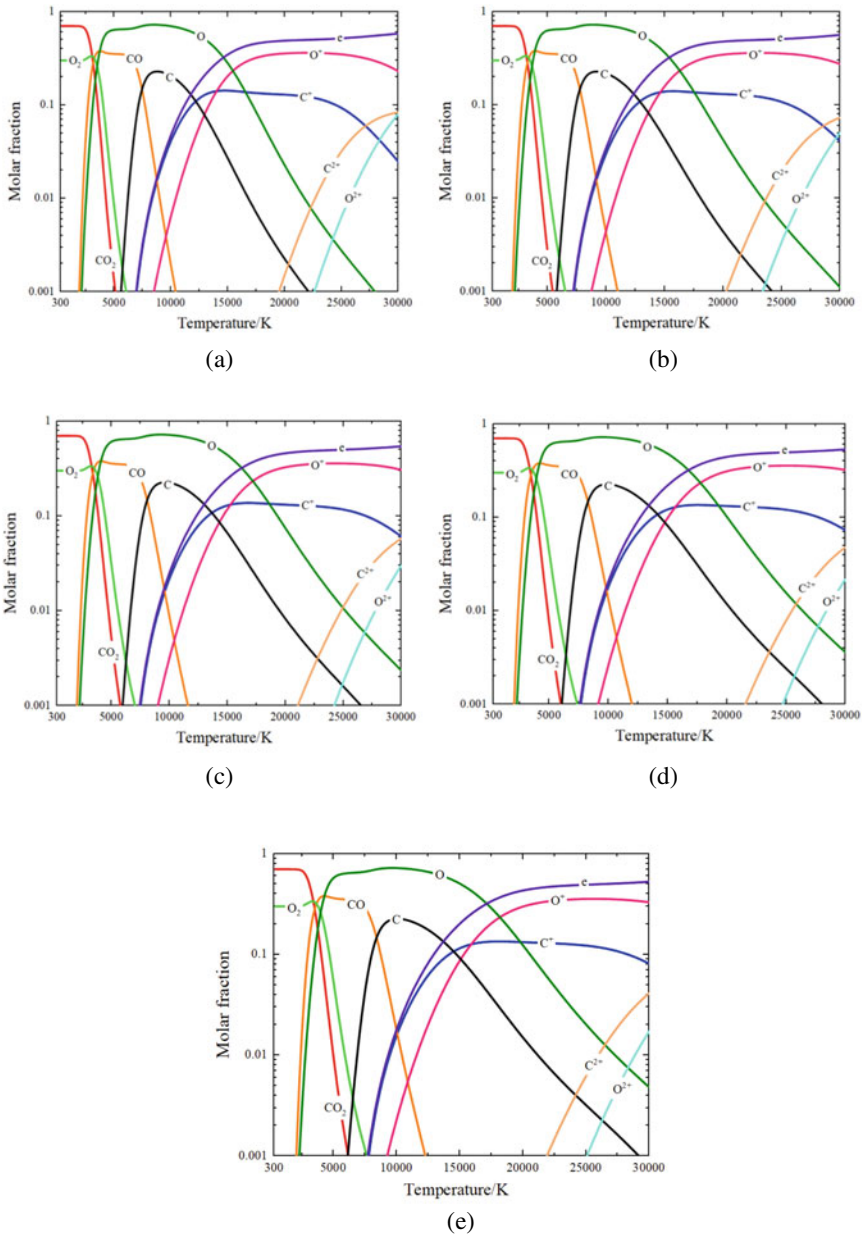 1
O₂
CO
O
e
O⁺
C
C⁺
C²⁺
O²⁺
CO₂
0.1
0.01
0.001
Molar fraction
300 5000 10000 15000 20000 25000 30000
Temperature/K
(a)
1
O₂
CO
O
e
O⁺
C
C⁺
C²⁺
O²⁺
CO₂
0.1
0.01
0.001
Molar fraction
300 5000 10000 15000 20000 25000 30000
Temperature/K
(b)
1
O₂
CO
O
e
O⁺
C
C⁺
C²⁺
O²⁺
CO₂
0.1
0.01
0.001
Molar fraction
300 5000 10000 15000 20000 25000 30000
Temperature/K
(c)
1
O₂
CO
O
e
O⁺
C
C⁺
C²⁺
O²⁺
CO₂
0.1
0.01
0.001
Molar fraction
300 5000 10000 15000 20000 25000 30000
Temperature/K
(d)
1
O₂
CO
O
e
O⁺
C
C⁺
C²⁺
O²⁺
CO₂
0.1
0.01
0.001
Molar fraction
300 5000 10000 15000 20000 25000 30000
Temperature/K
(e)